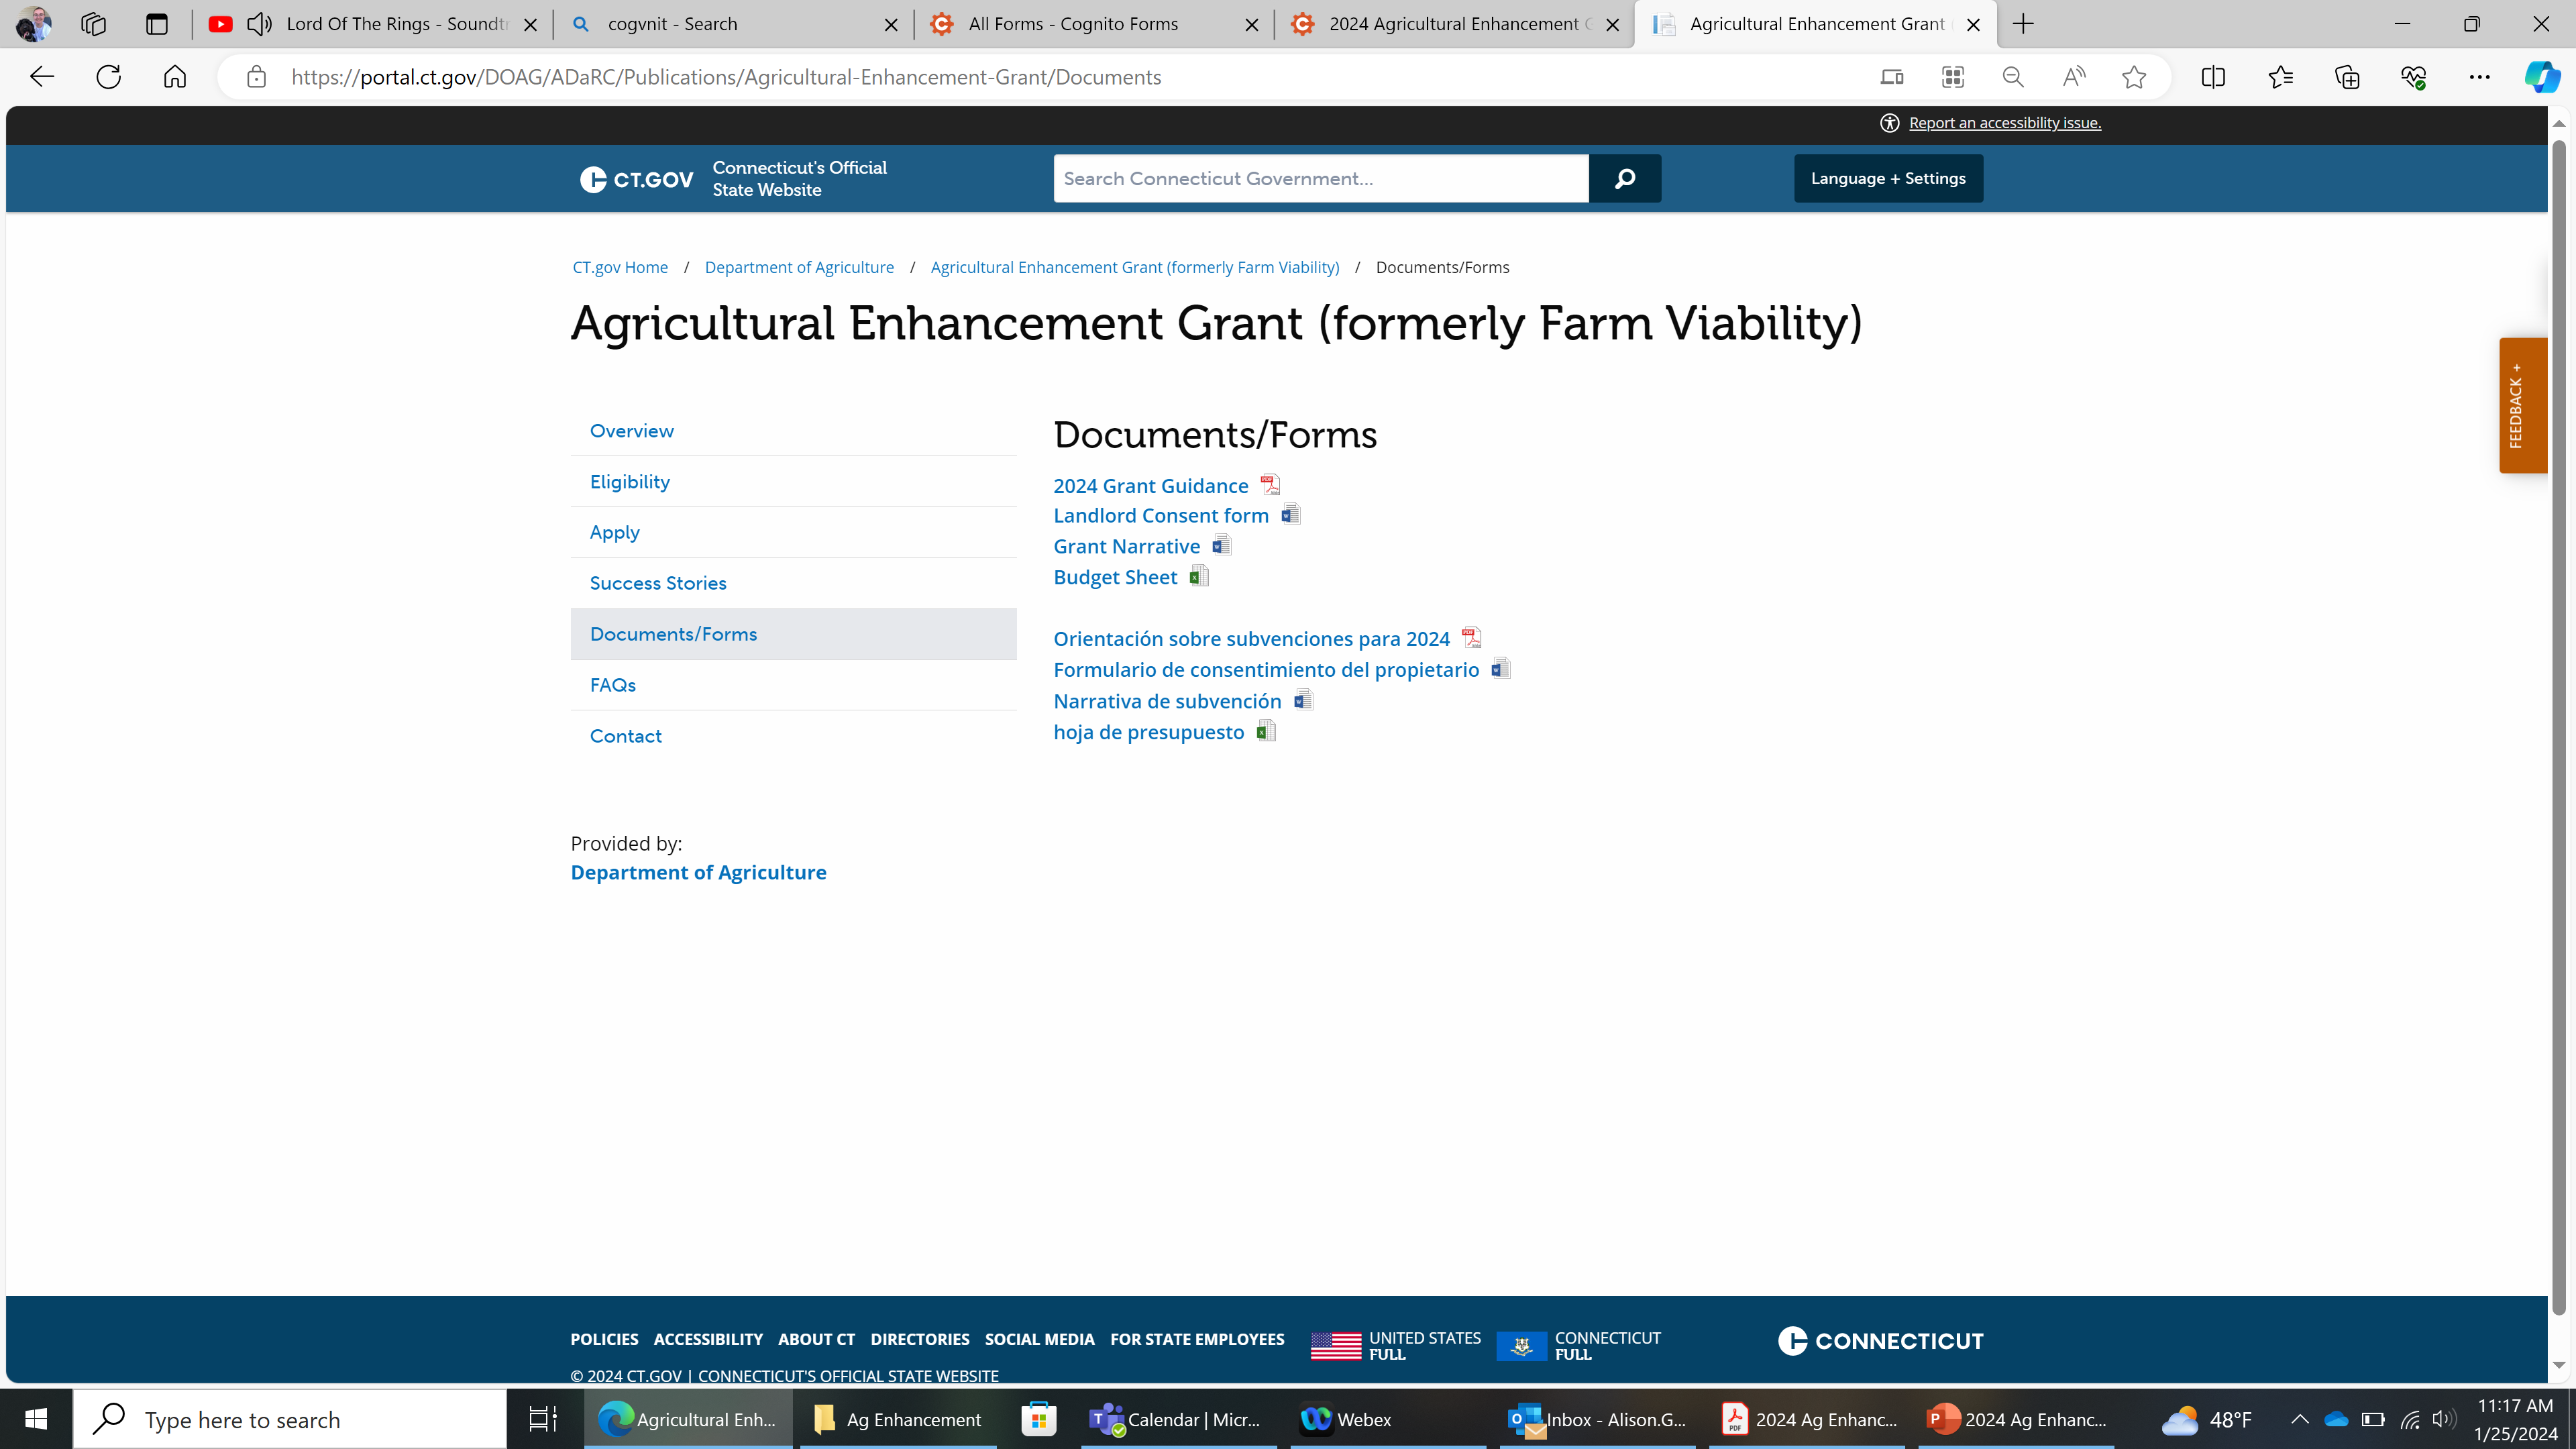 Lord Of The Rings - Soundtr
cogvnit - Search
All Forms - Cognito Forms
2024 Agricultural Enhancement G
Agricultural Enhancement Grant (
https://portal.ct.gov/DOAG/ADaRC/Publications/Agricultural-Enhancement-Grant/Documents
Report an accessibility issue.
CT.GOV
Connecticut's Official
State Website
Search Connecticut Government...
Language + Settings
CT.gov Home / Department of Agriculture / Agricultural Enhancement Grant (formerly Farm Viability) / Documents/Forms
Agricultural Enhancement Grant (formerly Farm Viability)
FEEDBACK +
Overview
Eligibility
Apply
Success Stories
Documents/Forms
FAQs
Contact
Documents/Forms
2024 Grant Guidance
Landlord Consent form
Grant Narrative
Budget Sheet
Orientación sobre subvenciones para 2024
Formulario de consentimiento del propietario
Narrativa de subvención
hoja de presupuesto
Provided by:
Department of Agriculture
POLICIES ACCESSIBILITY ABOUT CT DIRECTORIES SOCIAL MEDIA FOR STATE EMPLOYEES
UNITED STATES
FULL
CONNECTICUT
FULL
CONNECTICUT
© 2024 CT.GOV | CONNECTICUT'S OFFICIAL STATE WEBSITE
Type here to search
Agricultural Enh...
Ag Enhancement
Calendar | Micr...
Webex
Inbox - Alison.G...
2024 Ag Enhanc...
2024 Ag Enhanc...
48°F
11:17 AM
1/25/2024